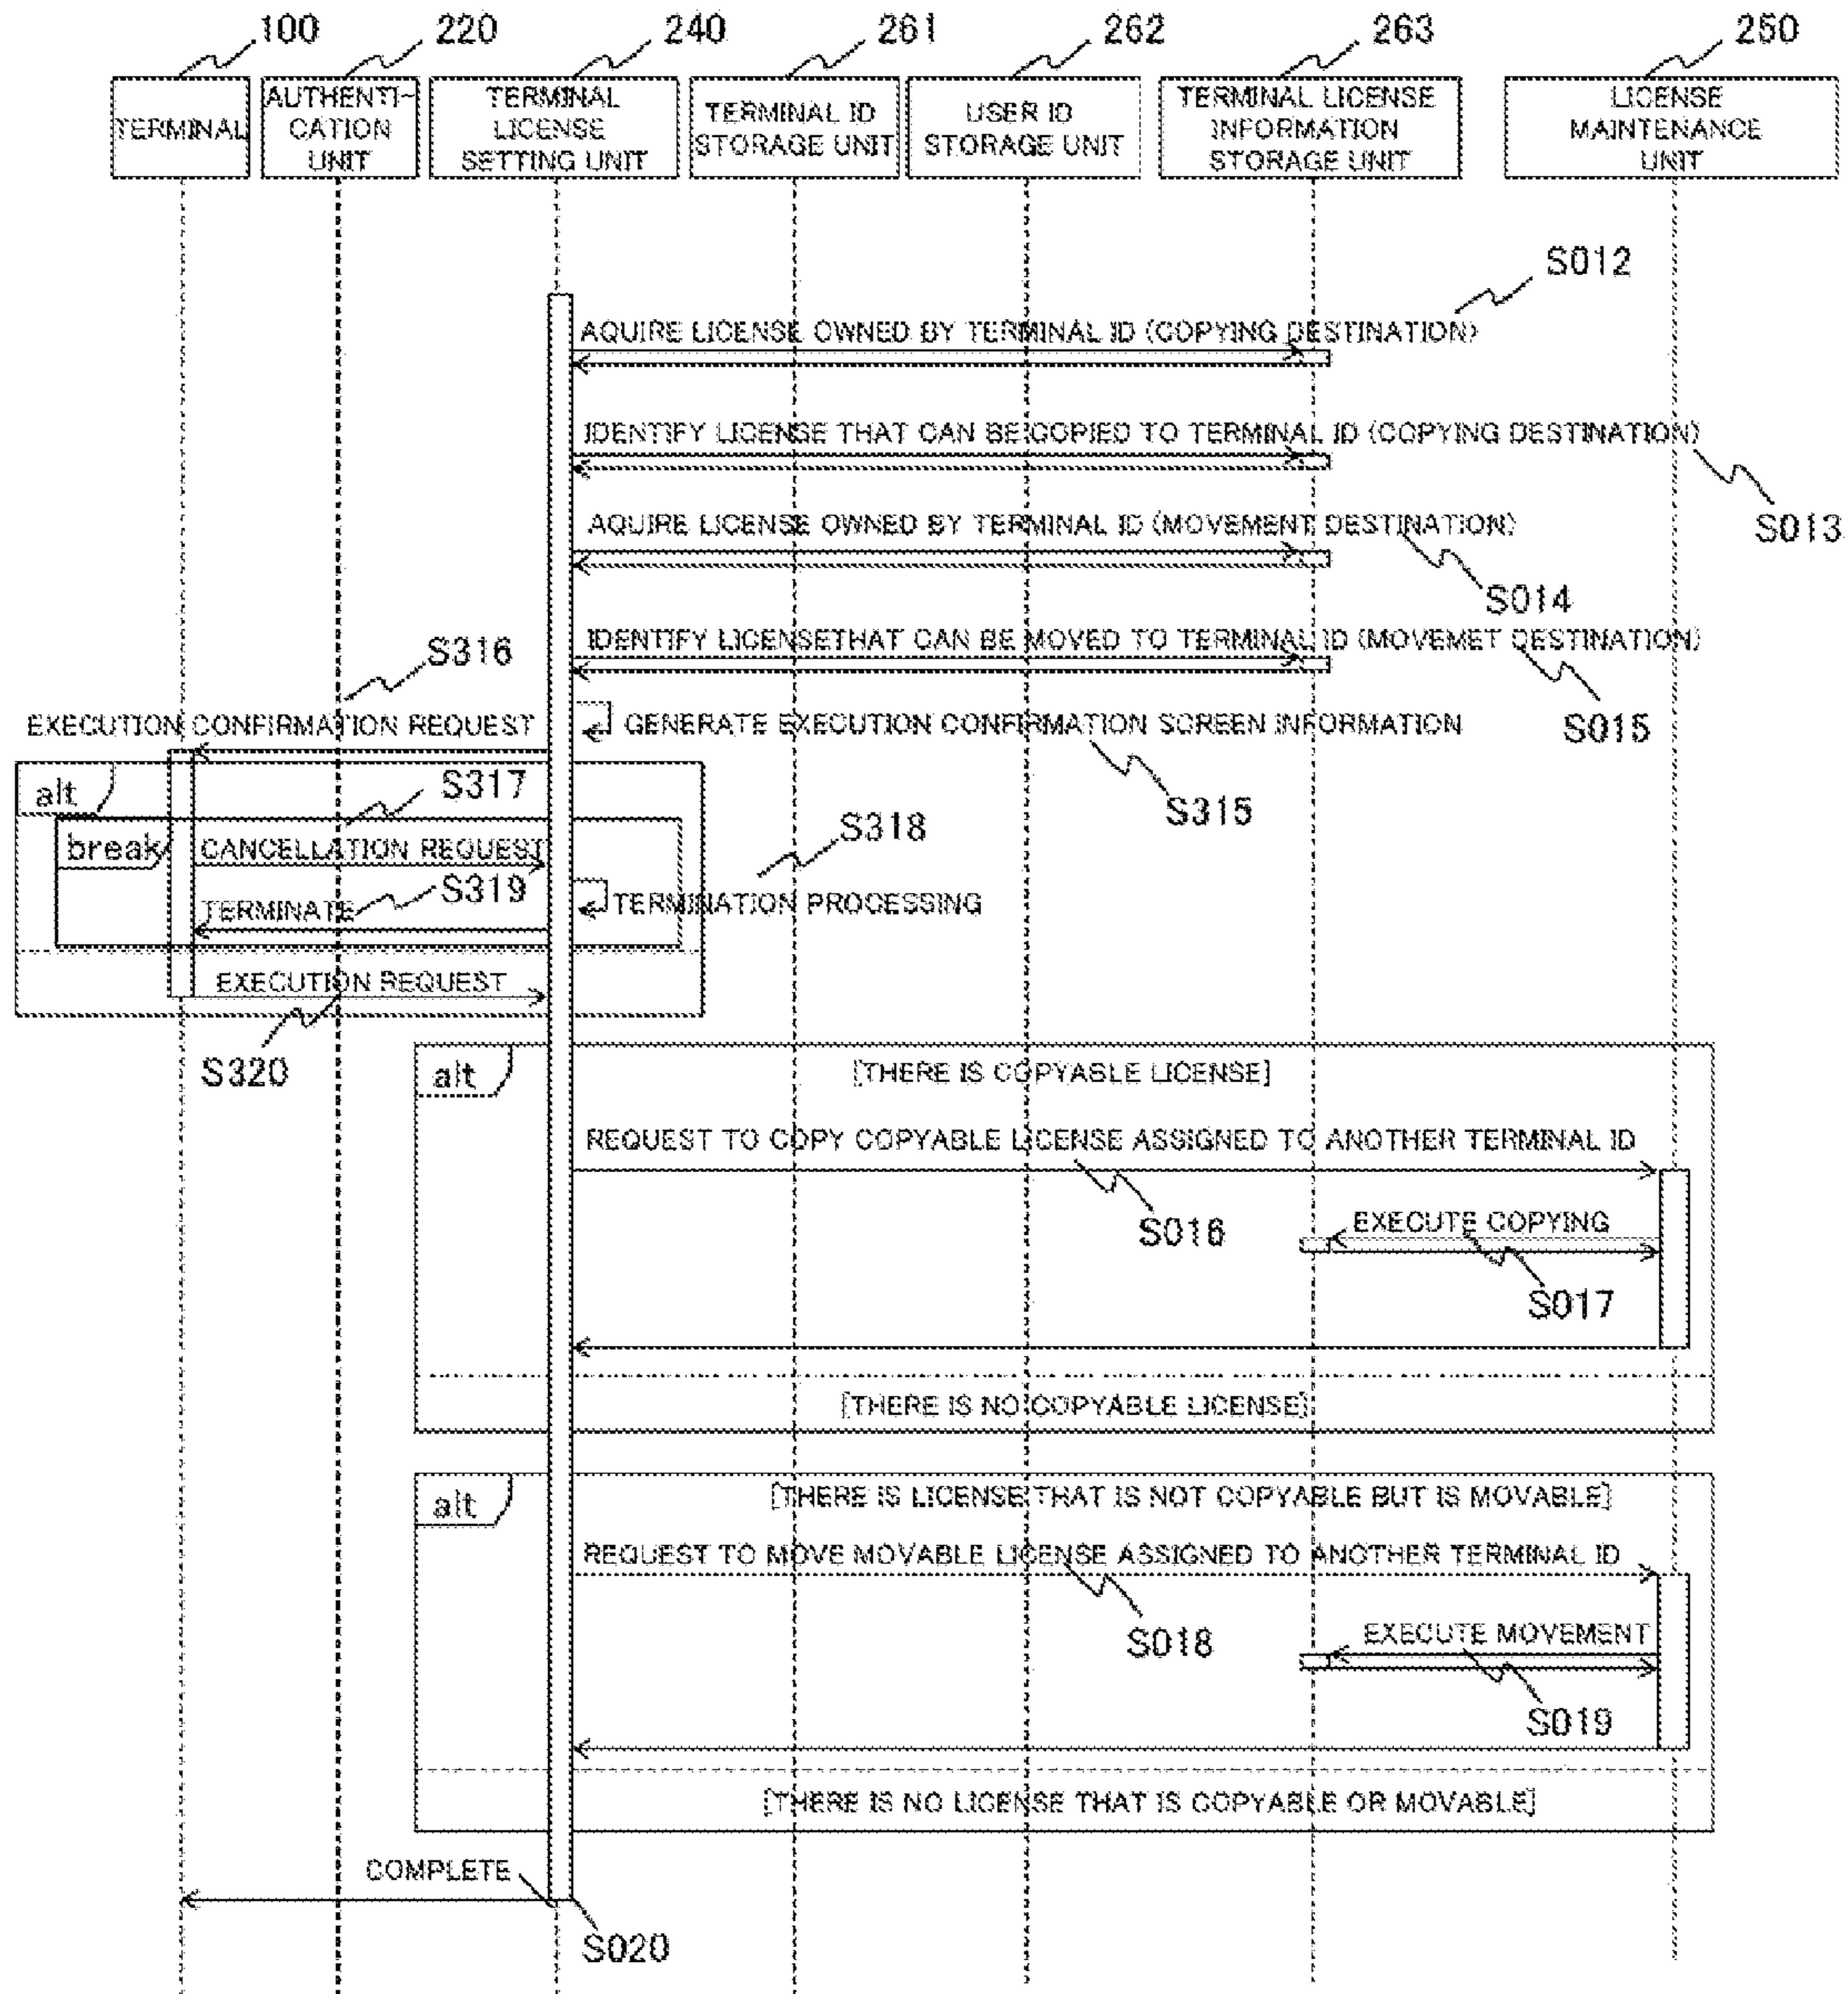 100
220
240
261
262
263
250
TERMINAL
AUTHENTI-
CATION
UNIT
TERMINAL
LICENSE
SETTING UNIT
TERMINAL ID
STORAGE UNIT
USER ID
STORAGE UNIT
TERMINAL LICENSE
INFORMATION
STORAGE UNIT
LICENSE
MAINTENANCE
UNIT
S012
AQUIRE LICENSE OWNED BY TERMINAL ID (COPYING DESTINATION)
IDENTIFY LICENSE THAT CAN BE COPIED TO TERMINAL ID (COPYING DESTINATION)
S013
AQUIRE LICENSE OWNED BY TERMINAL ID (MOVEMENT DESTINATION)
S014
IDENTIFY LICENSETHAT CAN BE MOVED TO TERMINAL ID (MOVEMET DESTINATION)
S015
S316
EXECUTION CONFIRMATION REQUEST
GENERATE EXECUTION CONFIRMATION SCREEN INFORMATION
S315
alt
S317
break
CANCELLATION REQUEST
S318
S319
TERMINATE
TERMINATION PROCESSING
EXECUTION REQUEST
S320
alt
[THERE IS COPYABLE LICENSE]
REQUEST TO COPY COPYABLE LICENSE ASSIGNED TO ANOTHER TERMINAL ID
S016
EXECUTE COPYING
S017
[THERE IS NO COPYABLE LICENSE]
alt
[THERE IS LICENSE THAT IS NOT COPYABLE BUT IS MOVABLE]
REQUEST TO MOVE MOVABLE LICENSE ASSIGNED TO ANOTHER TERMINAL ID
S018
EXECUTE MOVEMENT
S019
[THERE IS NO LICENSE THAT IS COPYABLE OR MOVABLE]
COMPLETE
S020